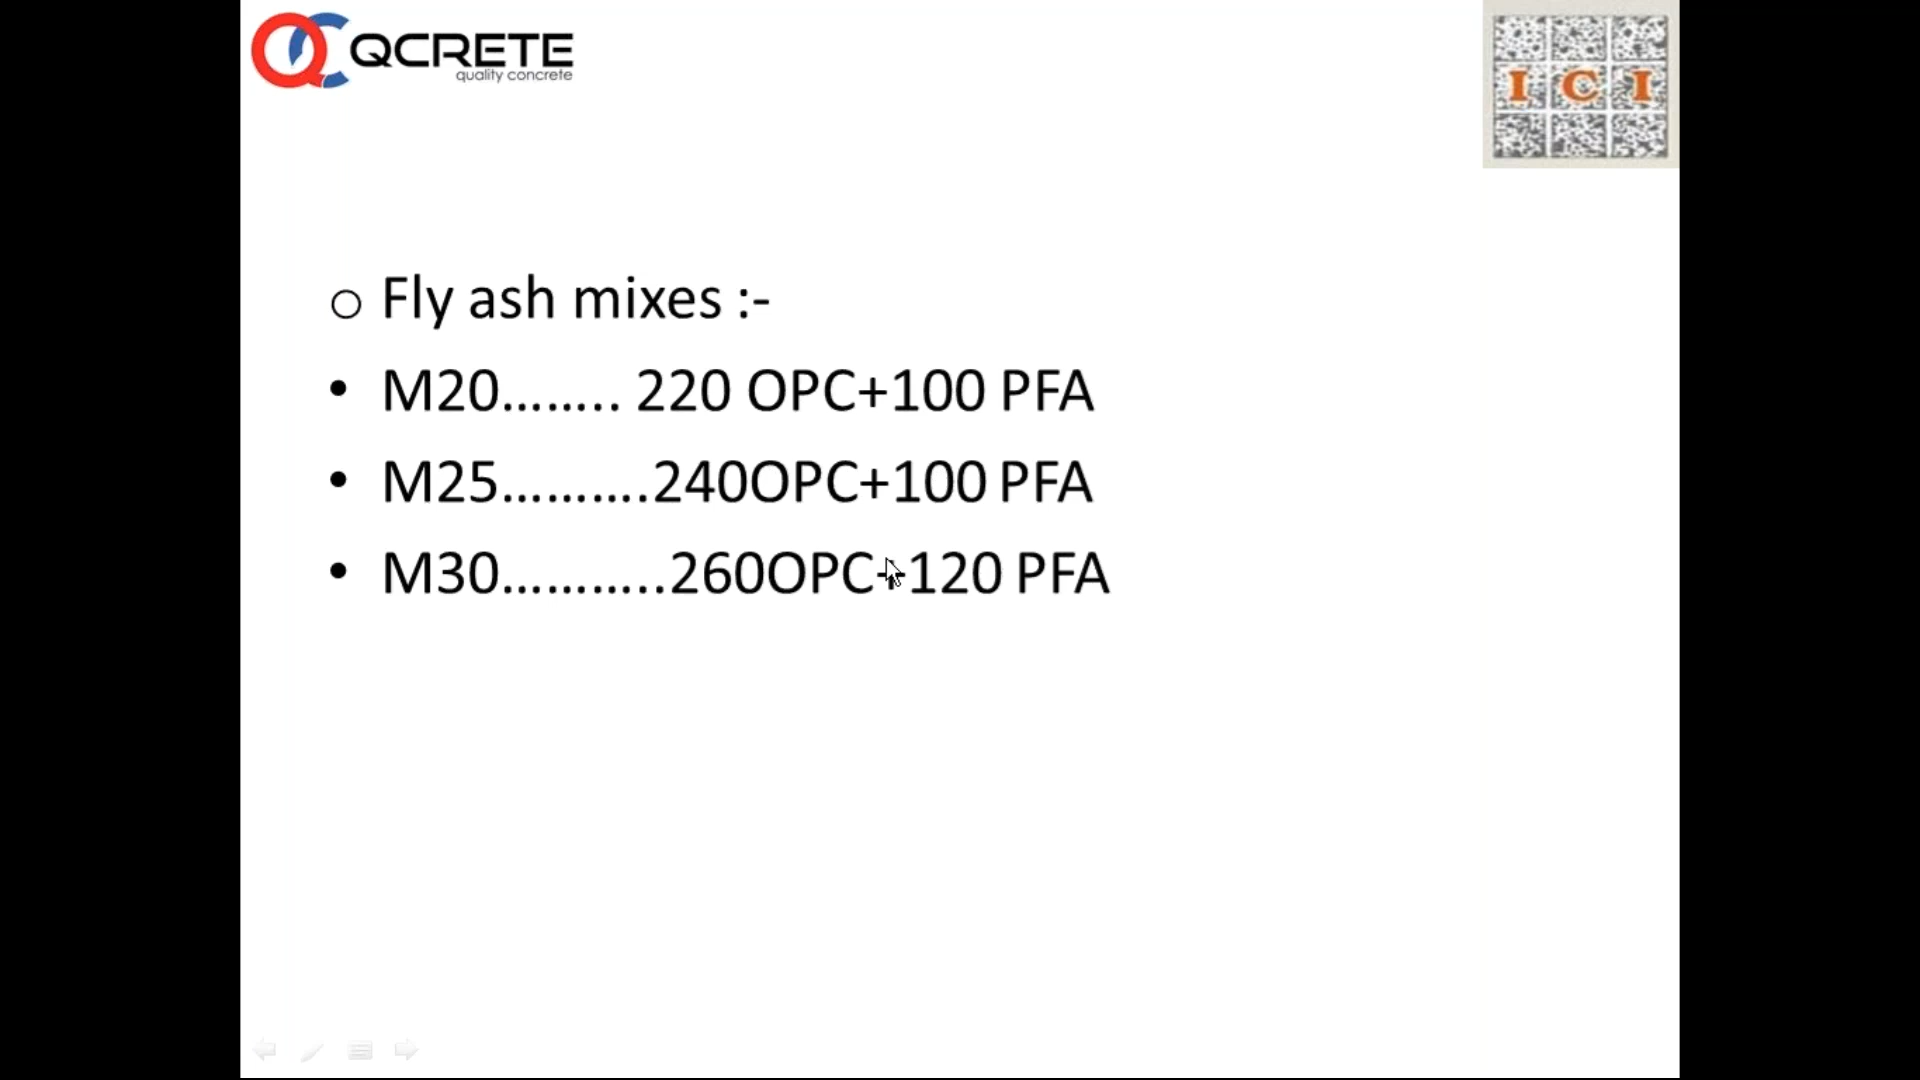 QCRETE
quality concrete
I C I
Fly ash mixes :-
M20…….. 220 OPC+100 PFA
M25……….240OPC+100 PFA
M30………..260OPC+120 PFA